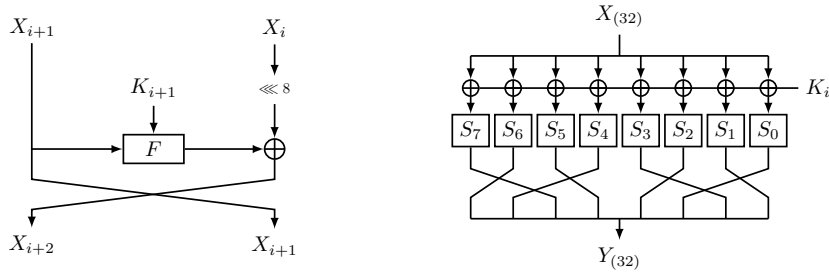 X_{i+1}
X_i
K_{i+1}
⋘ 8
F
X_{i+2}
X_{i+1}
X_{(32)}
K_i
S_7 S_6 S_5 S_4 S_3 S_2 S_1 S_0
Y_{(32)}